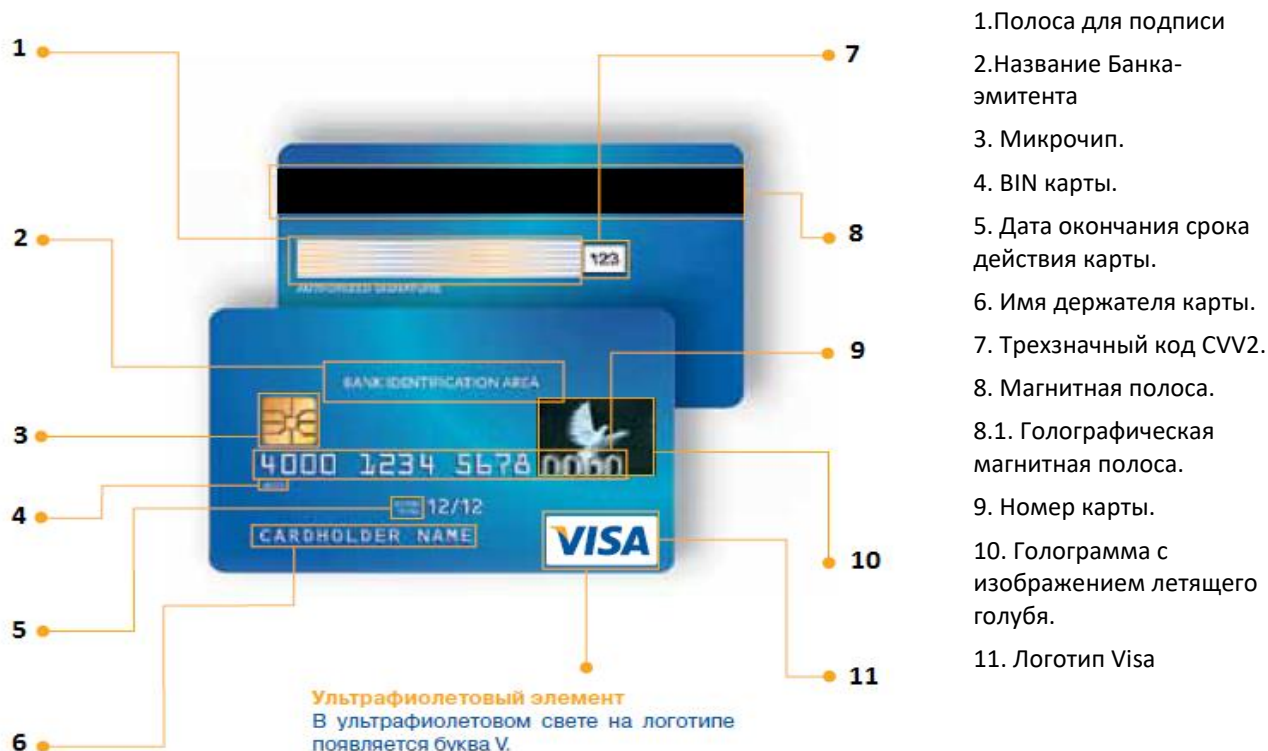 1
7
2
8
123
AUTHORIZED SIGNATURE
9
BANK IDENTIFICATION AREA
3
4000 1234 5678 0000
4
12/12
CARDHOLDER NAME
VISA
10
5
11
Ультрафиолетовый элемент
В ультрафиолетовом свете на логотипе
появляется буква V.
6
1.Полоса для подписи
2.Название Банка-
эмитента
3. Микрочип.
4. BIN карты.
5. Дата окончания срока
действия карты.
6. Имя держателя карты.
7. Трехзначный код CVV2.
8. Магнитная полоса.
8.1. Голографическая
магнитная полоса.
9. Номер карты.
10. Голограмма с
изображением летящего
голубя.
11. Логотип Visa